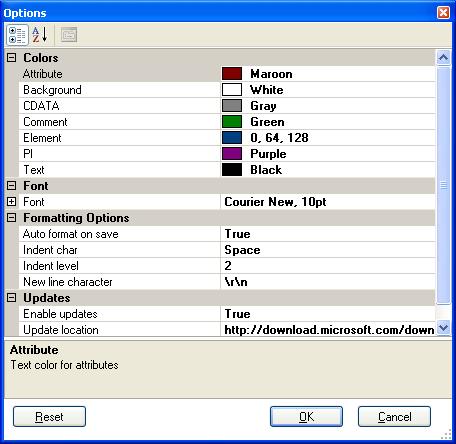 Options
Colors
Attribute Maroon
Background White
CDATA Gray
Comment Green
Element 0, 64, 128
PI Purple
Text Black
Font
Font Courier New, 10pt
Formatting Options
Auto format on save True
Indent char Space
Indent level 2
New line character \r\n
Updates
Enable updates True
Update location http://download.microsoft.com/down
Attribute
Text color for attributes
Reset OK Cancel